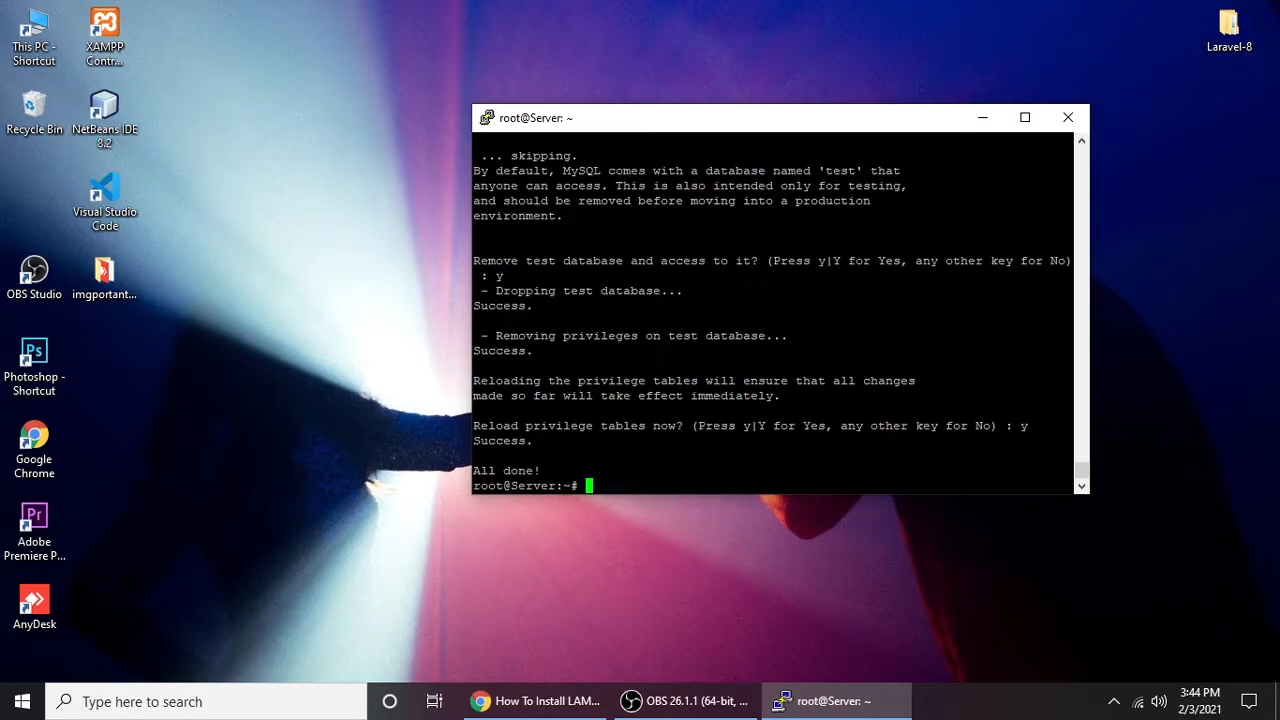 This PC -
Shortcut
XAMPP
Contr...
Recycle Bin
NetBeans IDE
8.2
Visual Studio
Code
OBS Studio
imgportant...
Ps
Photoshop -
Shortcut
Google
Chrome
Pr
Adobe
Premiere P...
AnyDesk
Laravel-8
root@Server: ~
... skipping.
By default, MySQL comes with a database named 'test' that
anyone can access. This is also intended only for testing,
and should be removed before moving into a production
environment.
Remove test database and access to it? (Press y|Y for Yes, any other key for No)
: y
- Dropping test database...
Success.
- Removing privileges on test database...
Success.
Reloading the privilege tables will ensure that all changes
made so far will take effect immediately.
Reload privilege tables now? (Press y|Y for Yes, any other key for No) : y
Success.
All done!
root@Server:~#
Type here to search
How To Install LAM...
OBS 26.1.1 (64-bit, ...
root@Server: ~
3:44 PM
2/3/2021